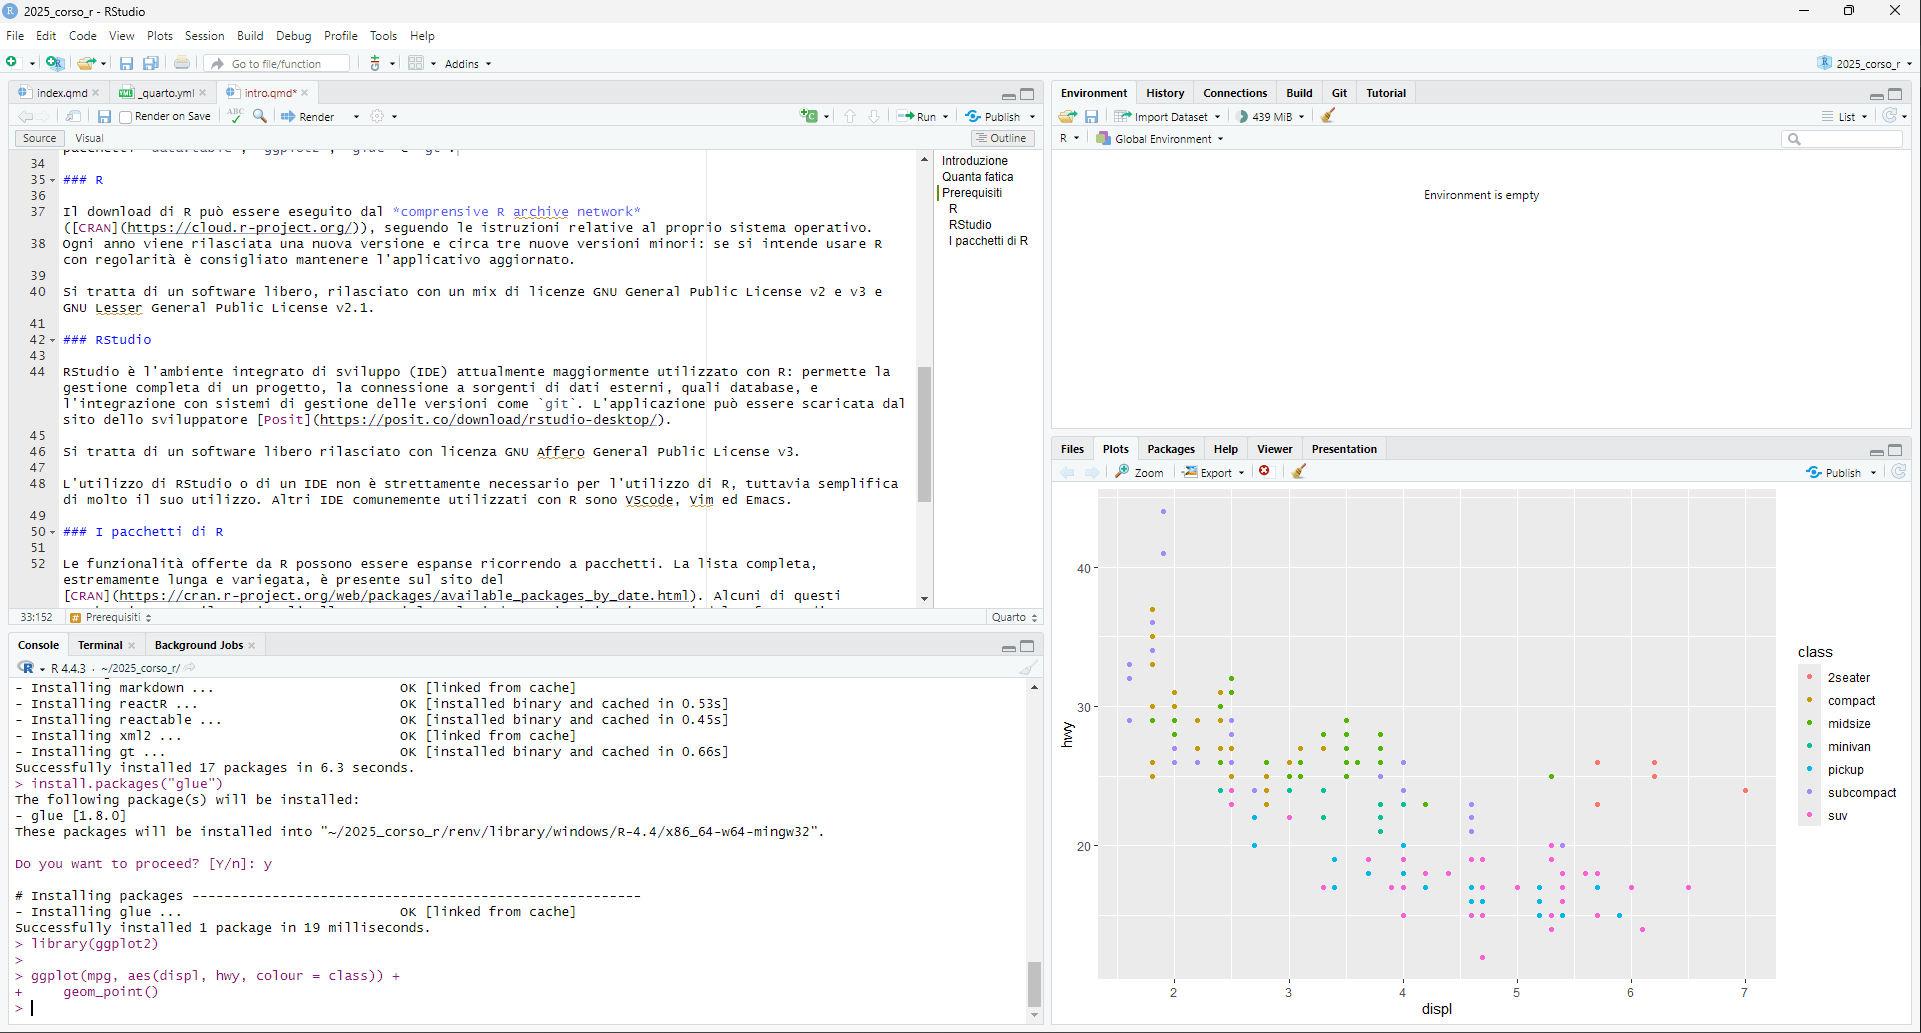 2025_corso_r - RStudio
File Edit Code View Plots Session Build Debug Profile Tools Help
Go to file/function Addins 2025_corso_r
index.qmd _quarto.yml intro.qmd*
Render on Save Render Run Publish
Source Visual Outline
34
35 ### R
36
37 Il download di R può essere eseguito dal *comprensive R archive network*
([CRAN](https://cloud.r-project.org/)), seguendo le istruzioni relative al proprio sistema operativo.
38 Ogni anno viene rilasciata una nuova versione e circa tre nuove versioni minori: se si intende usare R
con regolarità è consigliato mantenere l'applicativo aggiornato.
39
40 Si tratta di un software libero, rilasciato con un mix di licenze GNU General Public License v2 e v3 e
GNU Lesser General Public License v2.1.
41
42 ### RStudio
43
44 RStudio è l'ambiente integrato di sviluppo (IDE) attualmente maggiormente utilizzato con R: permette la
gestione completa di un progetto, la connessione a sorgenti di dati esterni, quali database, e
l'integrazione con sistemi di gestione delle versioni come `git`. L'applicazione può essere scaricata dal
sito dello sviluppatore [Posit](https://posit.co/download/rstudio-desktop/).
45
46 Si tratta di un software libero rilasciato con licenza GNU Affero General Public License v3.
47
48 L'utilizzo di RStudio o di un IDE non è strettamente necessario per l'utilizzo di R, tuttavia semplifica
di molto il suo utilizzo. Altri IDE comunemente utilizzati con R sono VScode, Vim ed Emacs.
49
50 ### I pacchetti di R
51
52 Le funzionalità offerte da R possono essere espanse ricorrendo a pacchetti. La lista completa,
estremamente lunga e variegata, è presente sul sito del
[CRAN](https://cran.r-project.org/web/packages/available_packages_by_date.html). Alcuni di questi
Introduzione
Quanta fatica
Prerequisiti
R
RStudio
I pacchetti di R
33:152 # Prerequisiti Quarto
Console Terminal Background Jobs
R 4.4.3 · ~/2025_corso_r/
- Installing markdown ... OK [linked from cache]
- Installing reactR ... OK [installed binary and cached in 0.53s]
- Installing reactable ... OK [installed binary and cached in 0.45s]
- Installing xml2 ... OK [linked from cache]
- Installing gt ... OK [installed binary and cached in 0.66s]
Successfully installed 17 packages in 6.3 seconds.
> install.packages("glue")
The following package(s) will be installed:
- glue [1.8.0]
These packages will be installed into "~/2025_corso_r/renv/library/windows/R-4.4/x86_64-w64-mingw32".
Do you want to proceed? [Y/n]: y
# Installing packages --------------------------------------------------------
- Installing glue ... OK [linked from cache]
Successfully installed 1 package in 19 milliseconds.
> library(ggplot2)
>
> ggplot(mpg, aes(displ, hwy, colour = class)) +
+ geom_point()
>
Environment History Connections Build Git Tutorial
Import Dataset 439 MiB List
R Global Environment
Environment is empty
Files Plots Packages Help Viewer Presentation
Zoom Export Publish
40
30
20
hwy
2 3 4 5 6 7
displ
class
2seater
compact
midsize
minivan
pickup
subcompact
suv